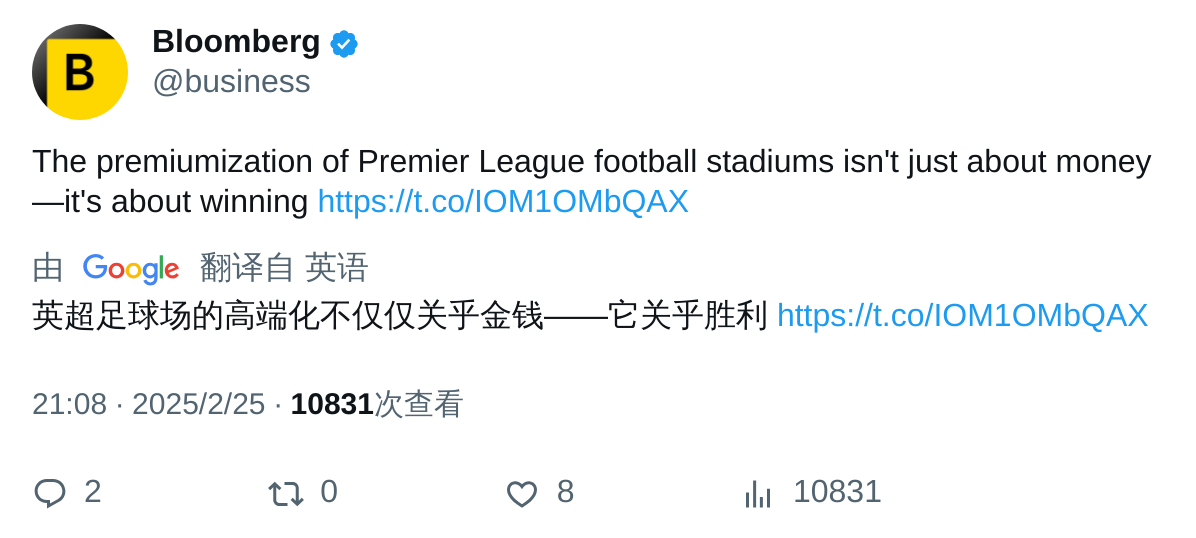 B
Bloomberg
@business
The premiumization of Premier League football stadiums isn't just about money
—it's about winning https://t.co/IOM1OMbQAX
由 Google 翻译自 英语
英超足球场的高端化不仅仅关乎金钱——它关乎胜利 https://t.co/IOM1OMbQAX
21:08 · 2025/2/25 · 10831次查看
2 0 8 10831